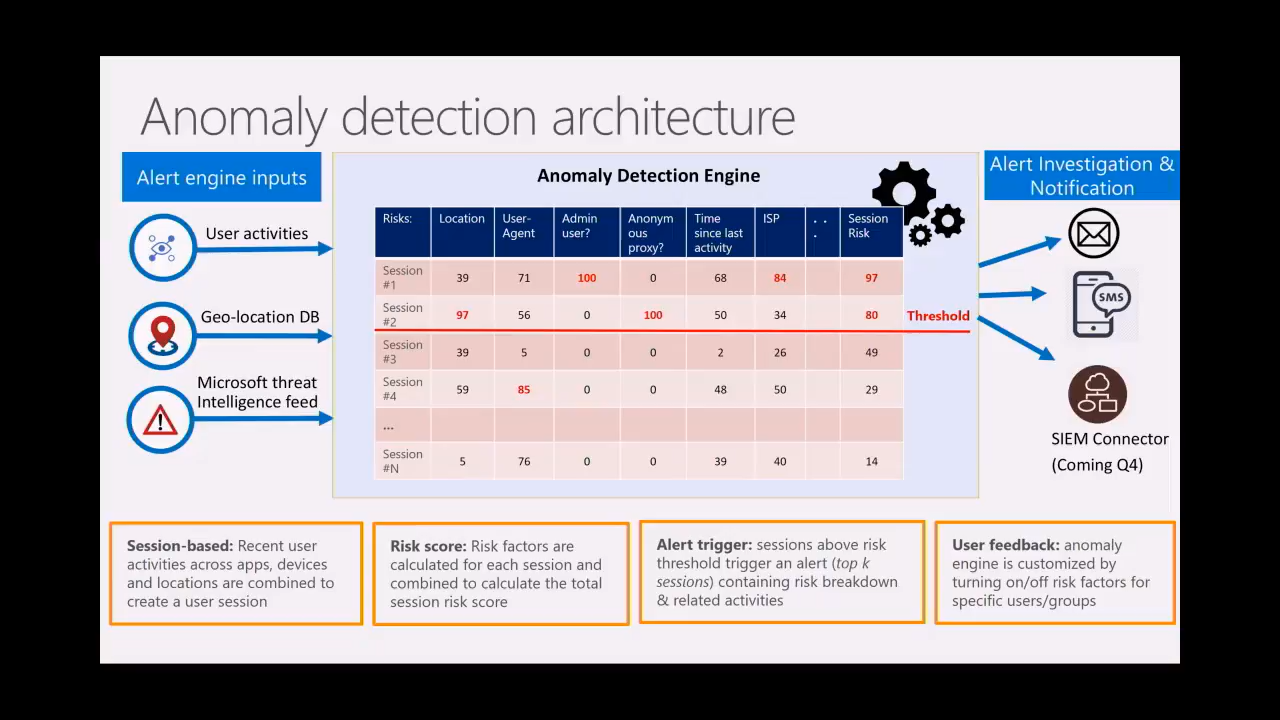 Anomaly detection architecture
Alert engine inputs
User activities
Geo-location DB
Microsoft threat
Intelligence feed
Anomaly Detection Engine
Risks: Location User-Agent Admin user? Anonymous proxy? Time since last activity ISP . . . Session Risk
Session #1 39 71 100 0 68 84 97
Session #2 97 56 0 100 50 34 80
Threshold
Session #3 39 5 0 0 2 26 49
Session #4 59 85 0 0 48 50 29
...
Session #N 5 76 0 0 39 40 14
Alert Investigation &
Notification
SMS
SIEM Connector
(Coming Q4)
Session-based: Recent user
activities across apps, devices
and locations are combined to
create a user session
Risk score: Risk factors are
calculated for each session and
combined to calculate the total
session risk score
Alert trigger: sessions above risk
threshold trigger an alert (top k
sessions) containing risk breakdown
& related activities
User feedback: anomaly
engine is customized by
turning on/off risk factors for
specific users/groups